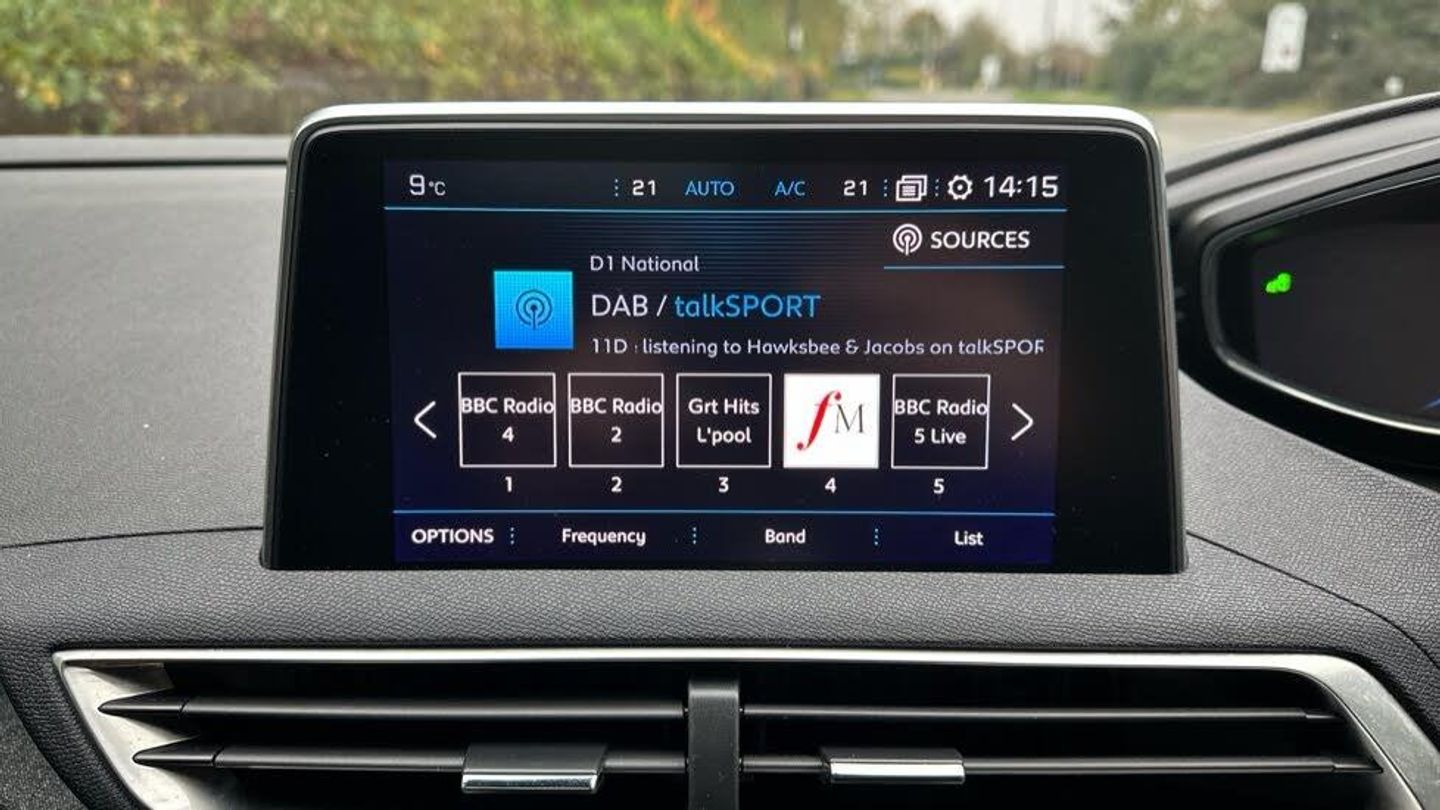 9°C 21 AUTO A/C 21 14:15
SOURCES
D1 National
DAB / talkSPORT
11D : listening to Hawksbee & Jacobs on talkSPOR
BBC Radio 4
BBC Radio 2
Grt Hits L'pool
fM
BBC Radio 5 Live
1 2 3 4 5
OPTIONS Frequency Band List